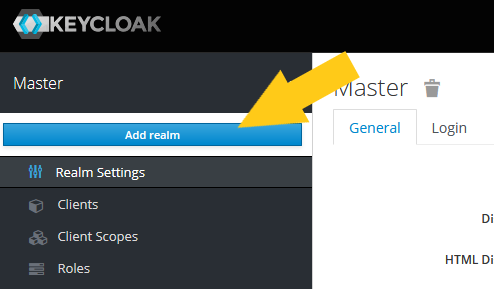 KEYCLOAK
Master
Master
Add realm
General Login
Realm Settings
Clients
Di
Client Scopes
HTML Di
Roles